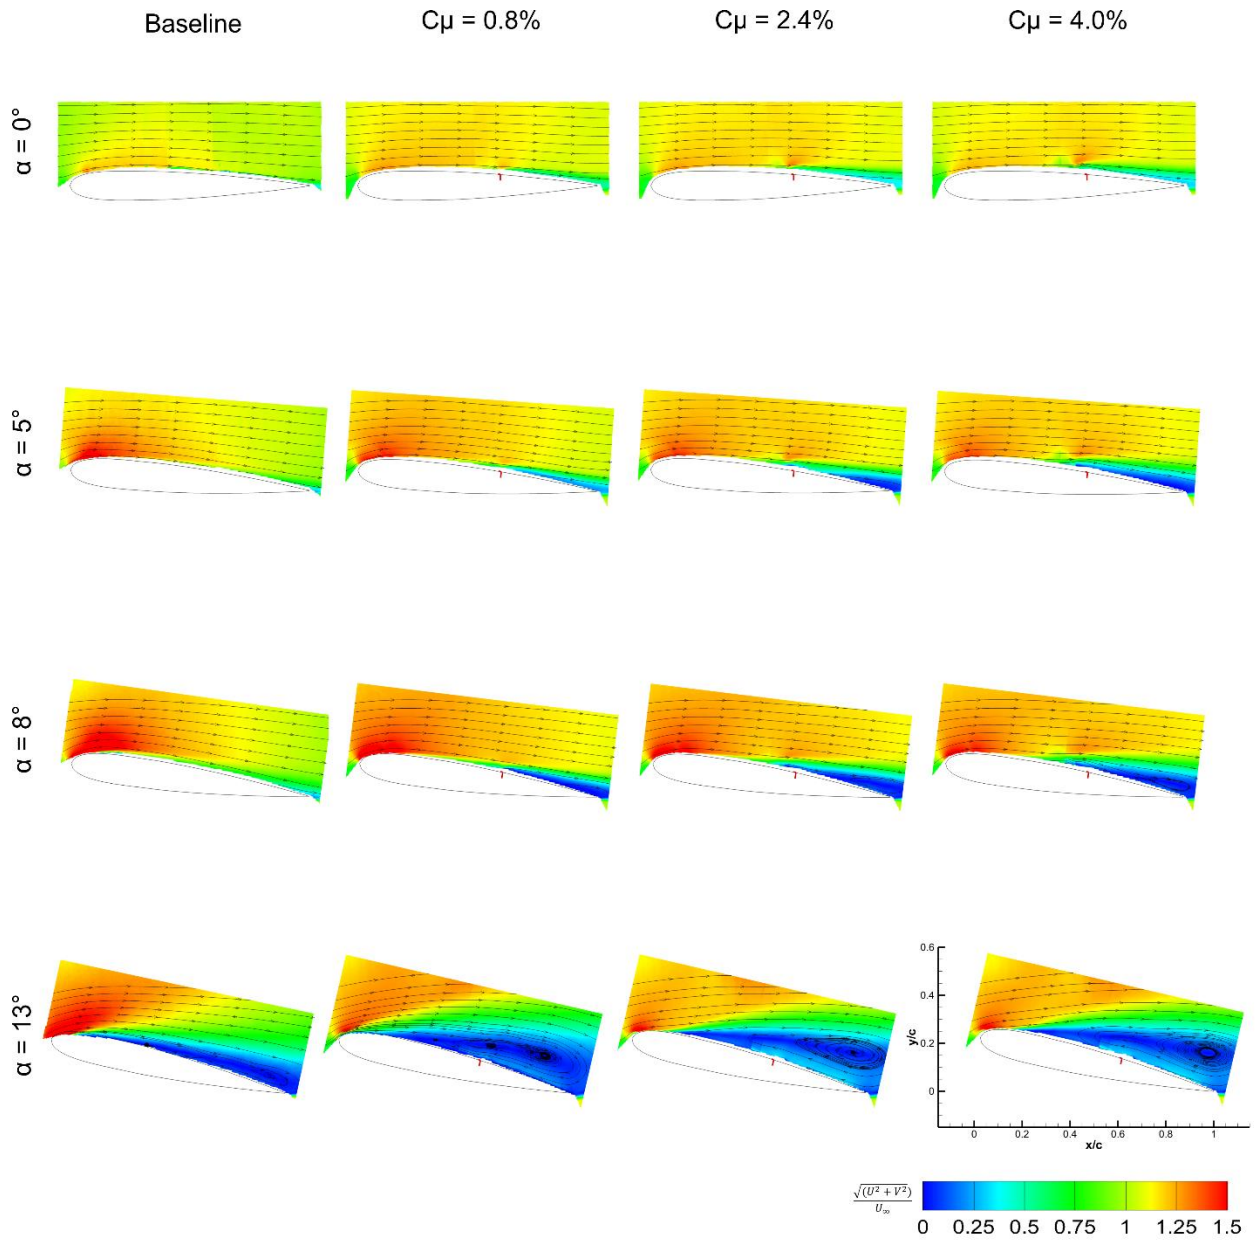 Baseline Cμ = 0.8% Cμ = 2.4% Cμ = 4.0%
α = 0°
α = 5°
α = 8°
α = 13°
0.6
0.4
0.2
0
y/c
0 0.2 0.4 0.6 0.8 1
x/c
√(U² + V²)
U∞
0 0.25 0.5 0.75 1 1.25 1.5